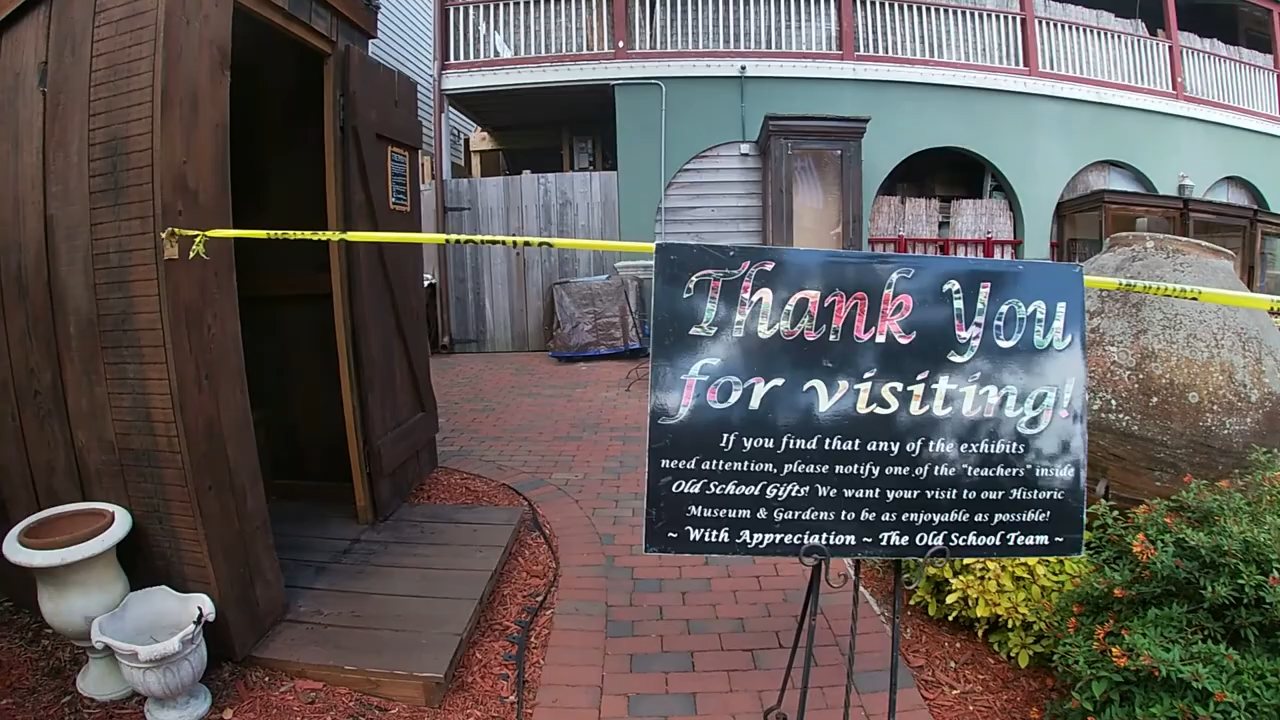 CAUTION
Thank You
for visiting!
If you find that any of the exhibits
need attention, please notify one of the "teachers" inside
Old School Gifts! We want your visit to our Historic
Museum & Gardens to be as enjoyable as possible!
~ With Appreciation ~ The Old School Team ~